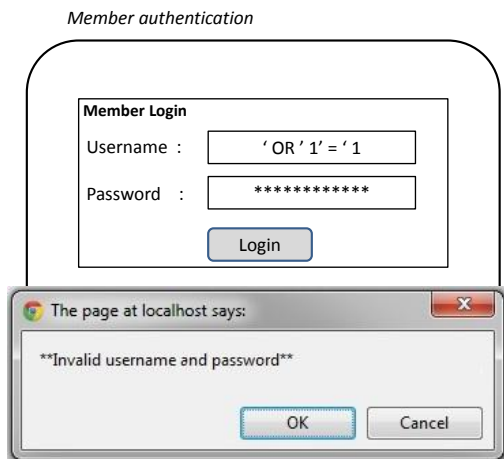 Member authentication
Member Login
Username : ‘ OR ’ 1’ = ‘ 1
Password : ************
Login
The page at localhost says:
**Invalid username and password**
OK Cancel